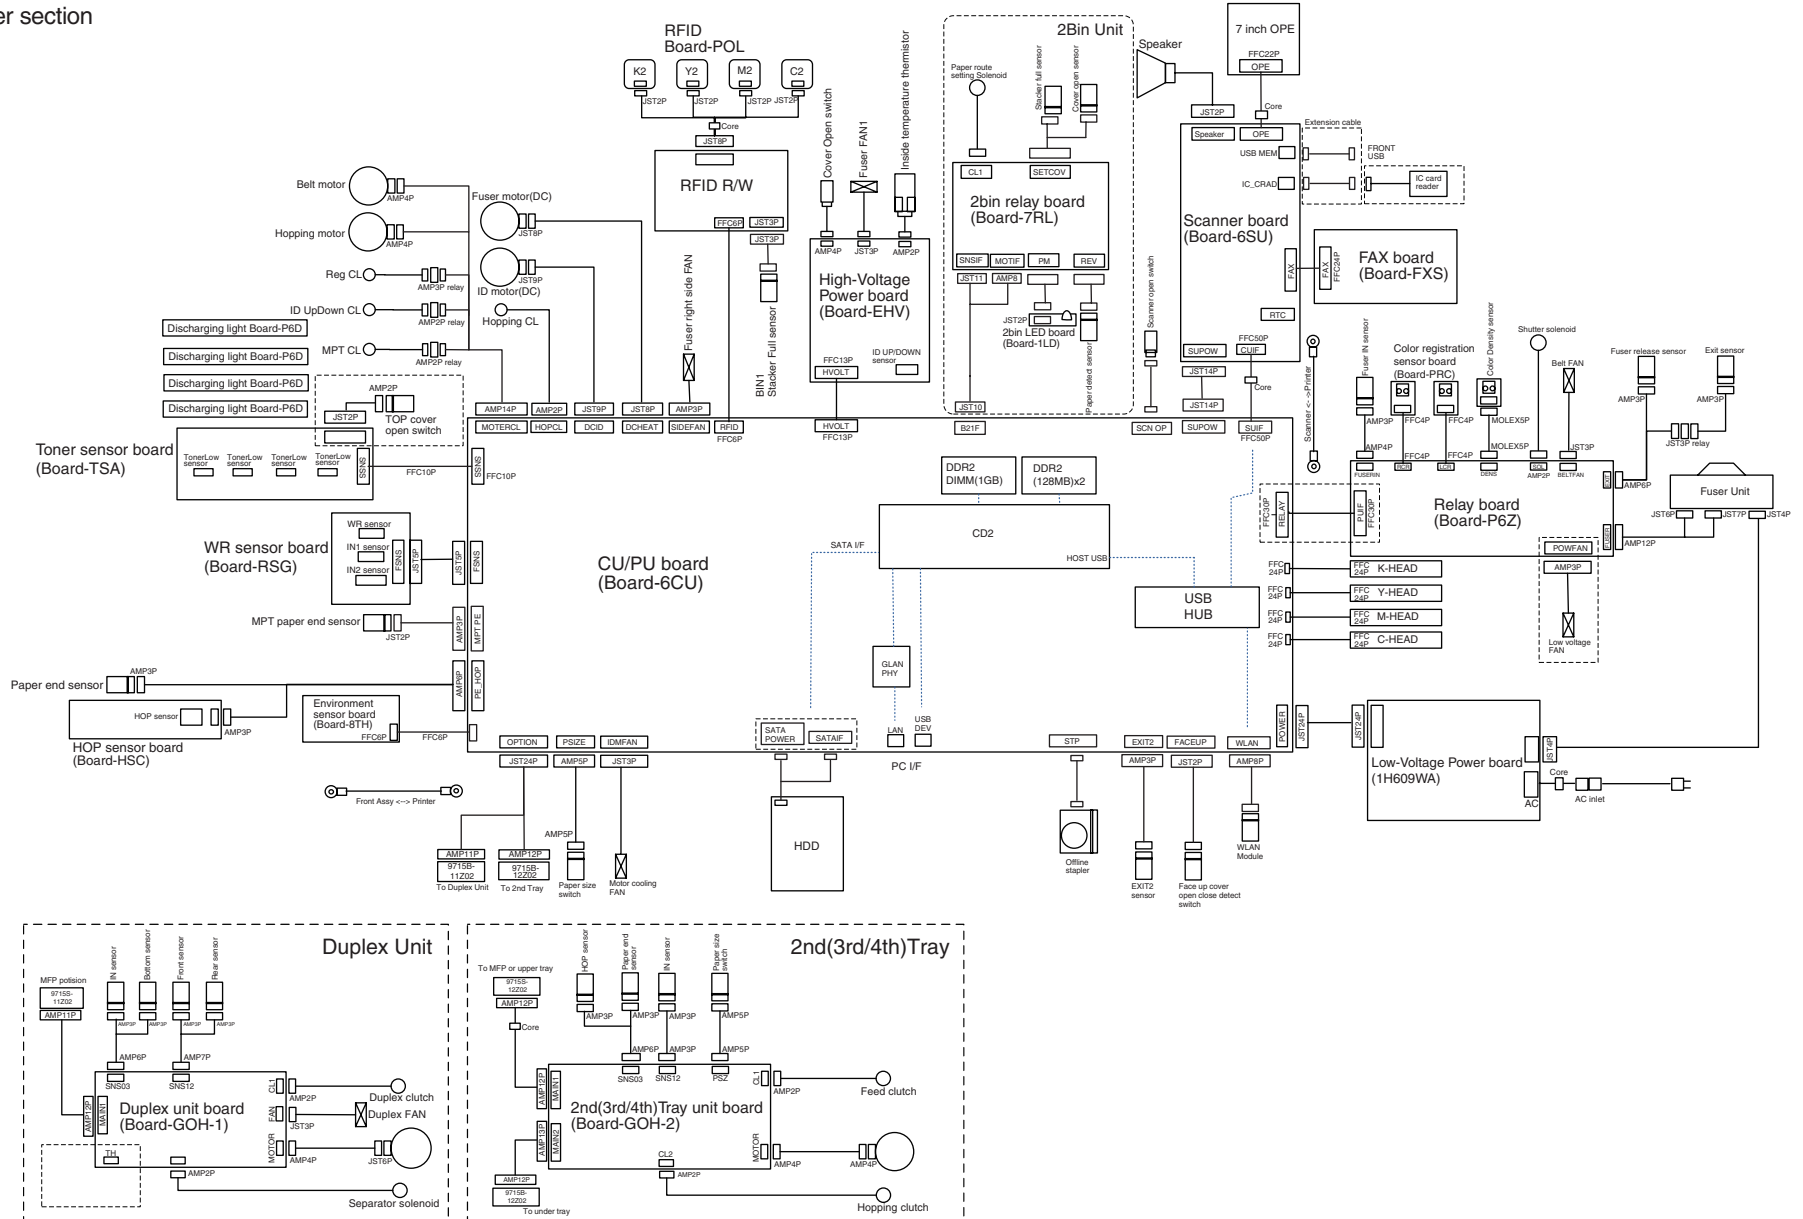 er section
RFID
Board-POL
K2
Y2
M2
C2
JST2P
JST2P
JST2P
JST2P
Core
JST8P
RFID R/W
FFC6P
JST3P
JST3P
BIN1
Stacker Full sensor
Cover Open switch
Fuser FAN1
Inside temperature thermistor
AMP4P
JST3P
AMP2P
High-Voltage
Power board
(Board-EHV)
FFC13P
HVOLT
ID UP/DOWN
sensor
2Bin Unit
Paper route
setting Solenoid
Stacker full sensor
Cover open sensor
CL1
SETCOV
2bin relay board
(Board-7RL)
SNSIF
MOTIF
PM
REV
JST11
AMP8
JST2P
2bin LED board
(Board-1LD)
Paper detect sensor
JST10
Speaker
JST2P
7 inch OPE
FFC22P
OPE
Core
Speaker
OPE
USB MEM
IC_CRAD
Extension cable
FRONT
USB
IC card
reader
Scanner board
(Board-6SU)
FAX
FAX
FFC24P
FAX board
(Board-FXS)
RTC
FFC50P
SUPOW
CUIF
JST14P
Core
JST14P
Scanner open switch
Scanner < -->Printer
Belt motor
AMP4P
Hopping motor
AMP4P
Reg CL
AMP3P relay
ID UpDown CL
AMP2P relay
MPT CL
AMP2P relay
Fuser motor(DC)
JST8P
JST9P
ID motor(DC)
Hopping CL
Fuser right side FAN
Discharging light Board-P6D
Discharging light Board-P6D
Discharging light Board-P6D
Discharging light Board-P6D
AMP2P
JST2P
TOP cover
open switch
Toner sensor board
(Board-TSA)
TonerLow
sensor
TonerLow
sensor
TonerLow
sensor
TonerLow
sensor
SSNS
FFC10P
SSNS
FFC10P
AMP14P
AMP2P
JST9P
JST8P
AMP3P
MOTERCL
HOPCL
DCID
DCHEAT
SIDEFAN
RFID
FFC6P
HVOLT
FFC13P
B21F
SCN OP
SUPOW
SUIF
FFC50P
WR sensor board
(Board-RSG)
WR sensor
IN1 sensor
IN2 sensor
FSNS
JST5P
JST5P
FSNS
MPT paper end sensor
JST2P
AMP3P
MPT PE
Paper end sensor
AMP3P
AMP6P
PE_HOP
HOP sensor
AMP3P
HOP sensor board
(Board-HSC)
Environment
sensor board
(Board-8TH)
FFC6P
FFC6P
CU/PU board
(Board-6CU)
DDR2
DIMM(1GB)
DDR2
(128MB)x2
CD2
SATA I/F
HOST USB
USB
HUB
GLAN
PHY
LAN
USB
DEV
PC I/F
SATA
POWER
SATAIF
HDD
Fuser IN sensor
AMP3P
AMP4P
FUSERIN
Color registration
sensor board
(Board-PRC)
FFC4P
FFC4P
FFC4P
FFC4P
RCR
LCR
Color Density sensor
MOLEX5P
MOLEX5P
DENS
Shutter solenoid
SOL
AMP2P
Belt FAN
JST3P
BELTFAN
Fuser release sensor
AMP3P
Exit sensor
AMP3P
JST3P relay
EXIT
AMP6P
Relay board
(Board-P6Z)
FFC30P
RELAY
PUIF
FFC30P
FUSER
AMP12P
Fuser Unit
JST6P
JST7P
JST4P
POWFAN
AMP3P
Low voltage
FAN
FFC
24P
FFC
24P
K-HEAD
FFC
24P
FFC
24P
Y-HEAD
FFC
24P
FFC
24P
M-HEAD
FFC
24P
FFC
24P
C-HEAD
POWER
JST24P
JST24P
Low-Voltage Power board
(1H609WA)
JST4P
AC
Core
AC inlet
OPTION
PSIZE
IDMFAN
JST24P
AMP5P
JST3P
Front Assy <--> Printer
AMP11P
9715B-
11Z02
To Duplex Unit
AMP12P
9715B-
12Z02
To 2nd Tray
AMP5P
Paper size
switch
Motor cooling
FAN
STP
Offline
stapler
EXIT2
AMP3P
EXIT2
sensor
FACEUP
JST2P
Face up cover
open close detect
switch
WLAN
AMP8P
WLAN
Module
Duplex Unit
MFP potision
9715S-
11Z02
AMP11P
IN sensor
Bottom sensor
Front sensor
Rear sensor
AMP3P
AMP3P
AMP3P
AMP3P
AMP6P
AMP7P
SNS03
SNS12
AMP12P
MAIN1
Duplex unit board
(Board-GOH-1)
CL1
AMP2P
Duplex clutch
FAN
JST3P
Duplex FAN
MOTOR
AMP4P
JST6P
TH
AMP2P
Separator solenoid
2nd(3rd/4th)Tray
To MFP or upper tray
9715S-
12Z02
AMP12P
Core
HOP sensor
Paper end
sensor
IN sensor
Paper size
switch
AMP3P
AMP3P
AMP3P
AMP5P
AMP6P
AMP3P
AMP5P
SNS03
SNS12
PSZ
AMP12P
MAIN1
AMP13P
MAIN2
2nd(3rd/4th)Tray unit board
(Board-GOH-2)
CL1
AMP2P
Feed clutch
MOTOR
AMP4P
AMP4P
CL2
AMP2P
Hopping clutch
AMP12P
9715B-
12Z02
To under tray